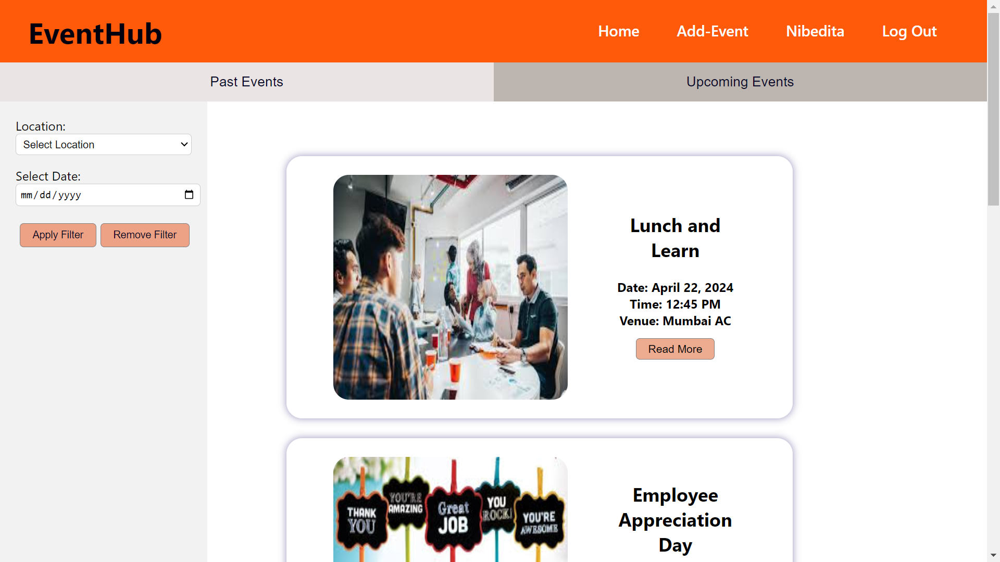 EventHub
Home
Add-Event
Nibedita
Log Out
Past Events
Upcoming Events
Location:
Select Location
Select Date:
mm/dd/yyyy
Apply Filter
Remove Filter
Lunch and
Learn
Date: April 22, 2024
Time: 12:45 PM
Venue: Mumbai AC
Read More
THANK
YOU
YOU'RE
AMAZING
Great
JOB
YOU
ROCK!
YOU'RE
AWESOME
Employee
Appreciation
Day